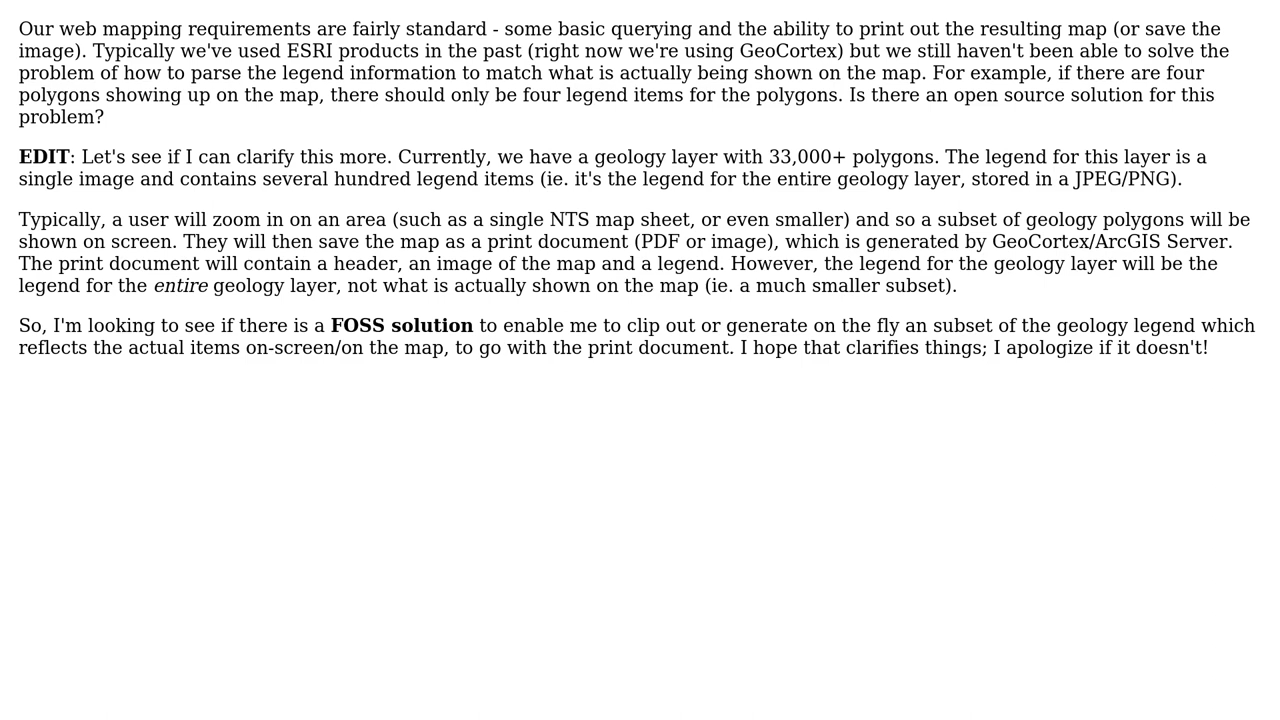 Our web mapping requirements are fairly standard - some basic querying and the ability to print out the resulting map (or save the
image). Typically we've used ESRI products in the past (right now we're using GeoCortex) but we still haven't been able to solve the
problem of how to parse the legend information to match what is actually being shown on the map. For example, if there are four
polygons showing up on the map, there should only be four legend items for the polygons. Is there an open source solution for this
problem?
EDIT: Let's see if I can clarify this more. Currently, we have a geology layer with 33,000+ polygons. The legend for this layer is a
single image and contains several hundred legend items (ie. it's the legend for the entire geology layer, stored in a JPEG/PNG).
Typically, a user will zoom in on an area (such as a single NTS map sheet, or even smaller) and so a subset of geology polygons will be
shown on screen. They will then save the map as a print document (PDF or image), which is generated by GeoCortex/ArcGIS Server.
The print document will contain a header, an image of the map and a legend. However, the legend for the geology layer will be the
legend for the entire geology layer, not what is actually shown on the map (ie. a much smaller subset).
So, I'm looking to see if there is a FOSS solution to enable me to clip out or generate on the fly an subset of the geology legend which
reflects the actual items on-screen/on the map, to go with the print document. I hope that clarifies things; I apologize if it doesn't!